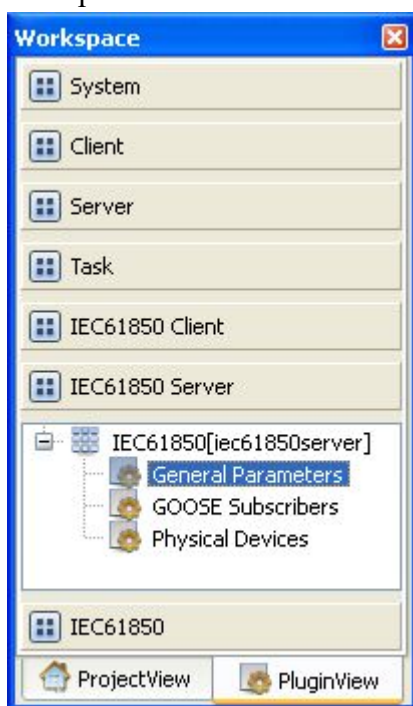 Workspace
System
Client
Server
Task
IEC61850 Client
IEC61850 Server
IEC61850[iec61850server]
General Parameters
GOOSE Subscribers
Physical Devices
IEC61850
ProjectView PluginView